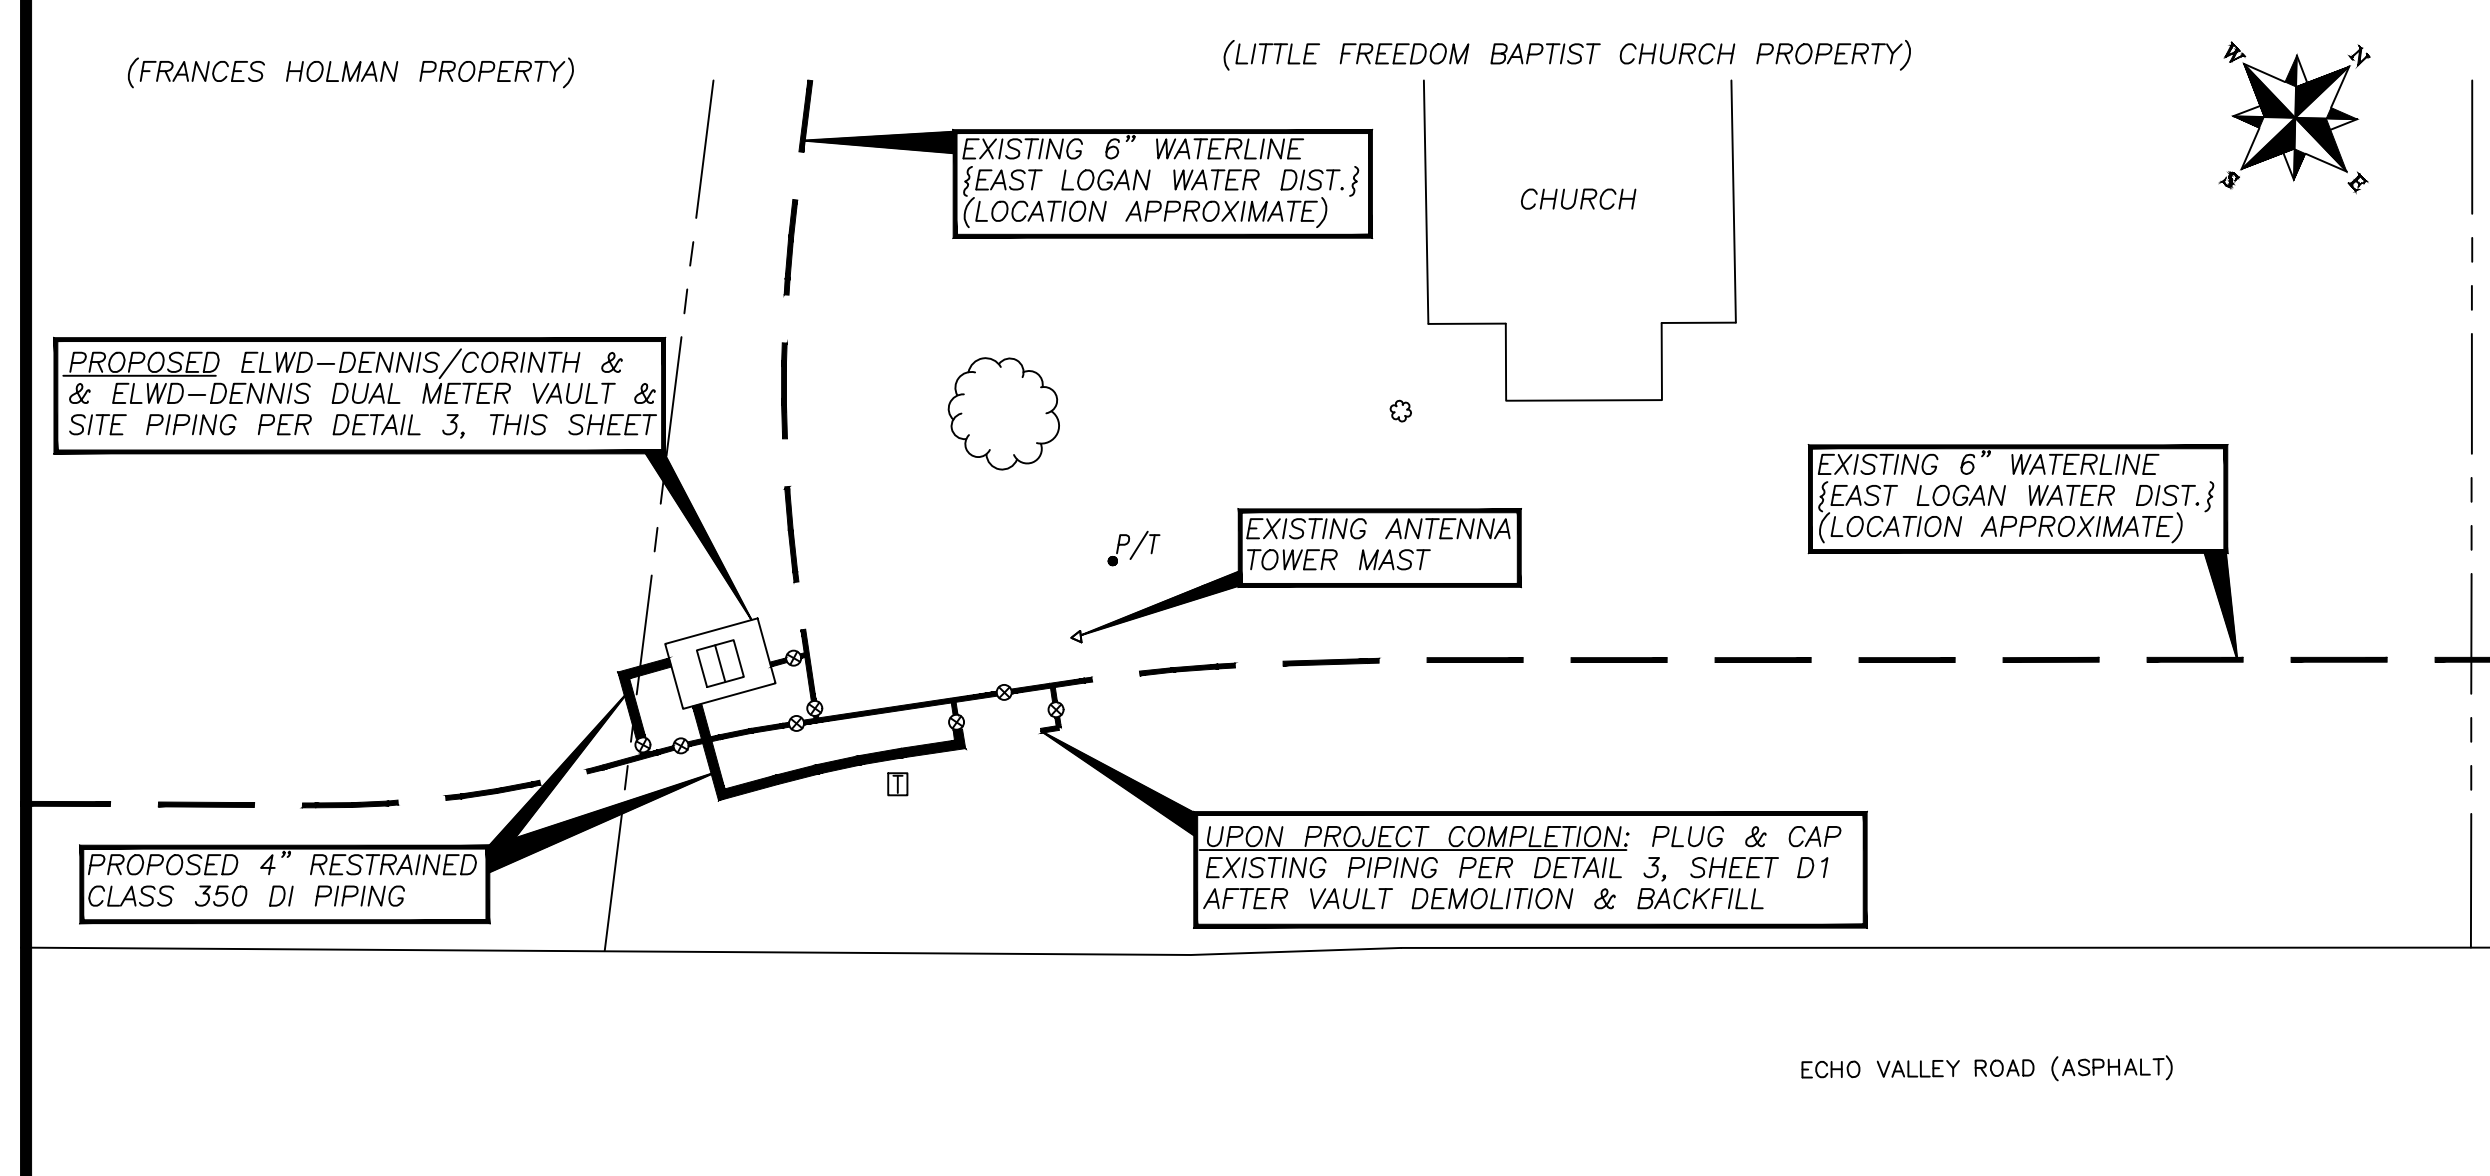 (FRANCES HOLMAN PROPERTY)
(LITTLE FREEDOM BAPTIST CHURCH PROPERTY)
W
N
S
E
EXISTING 6" WATERLINE
{EAST LOGAN WATER DIST.}
(LOCATION APPROXIMATE)
CHURCH
PROPOSED ELWD-DENNIS/CORINTH &
& ELWD-DENNIS DUAL METER VAULT &
SITE PIPING PER DETAIL 3, THIS SHEET
EXISTING 6" WATERLINE
{EAST LOGAN WATER DIST.}
(LOCATION APPROXIMATE)
P/T
EXISTING ANTENNA
TOWER MAST
T
PROPOSED 4" RESTRAINED
CLASS 350 DI PIPING
UPON PROJECT COMPLETION: PLUG & CAP
EXISTING PIPING PER DETAIL 3, SHEET D1
AFTER VAULT DEMOLITION & BACKFILL
ECHO VALLEY ROAD (ASPHALT)